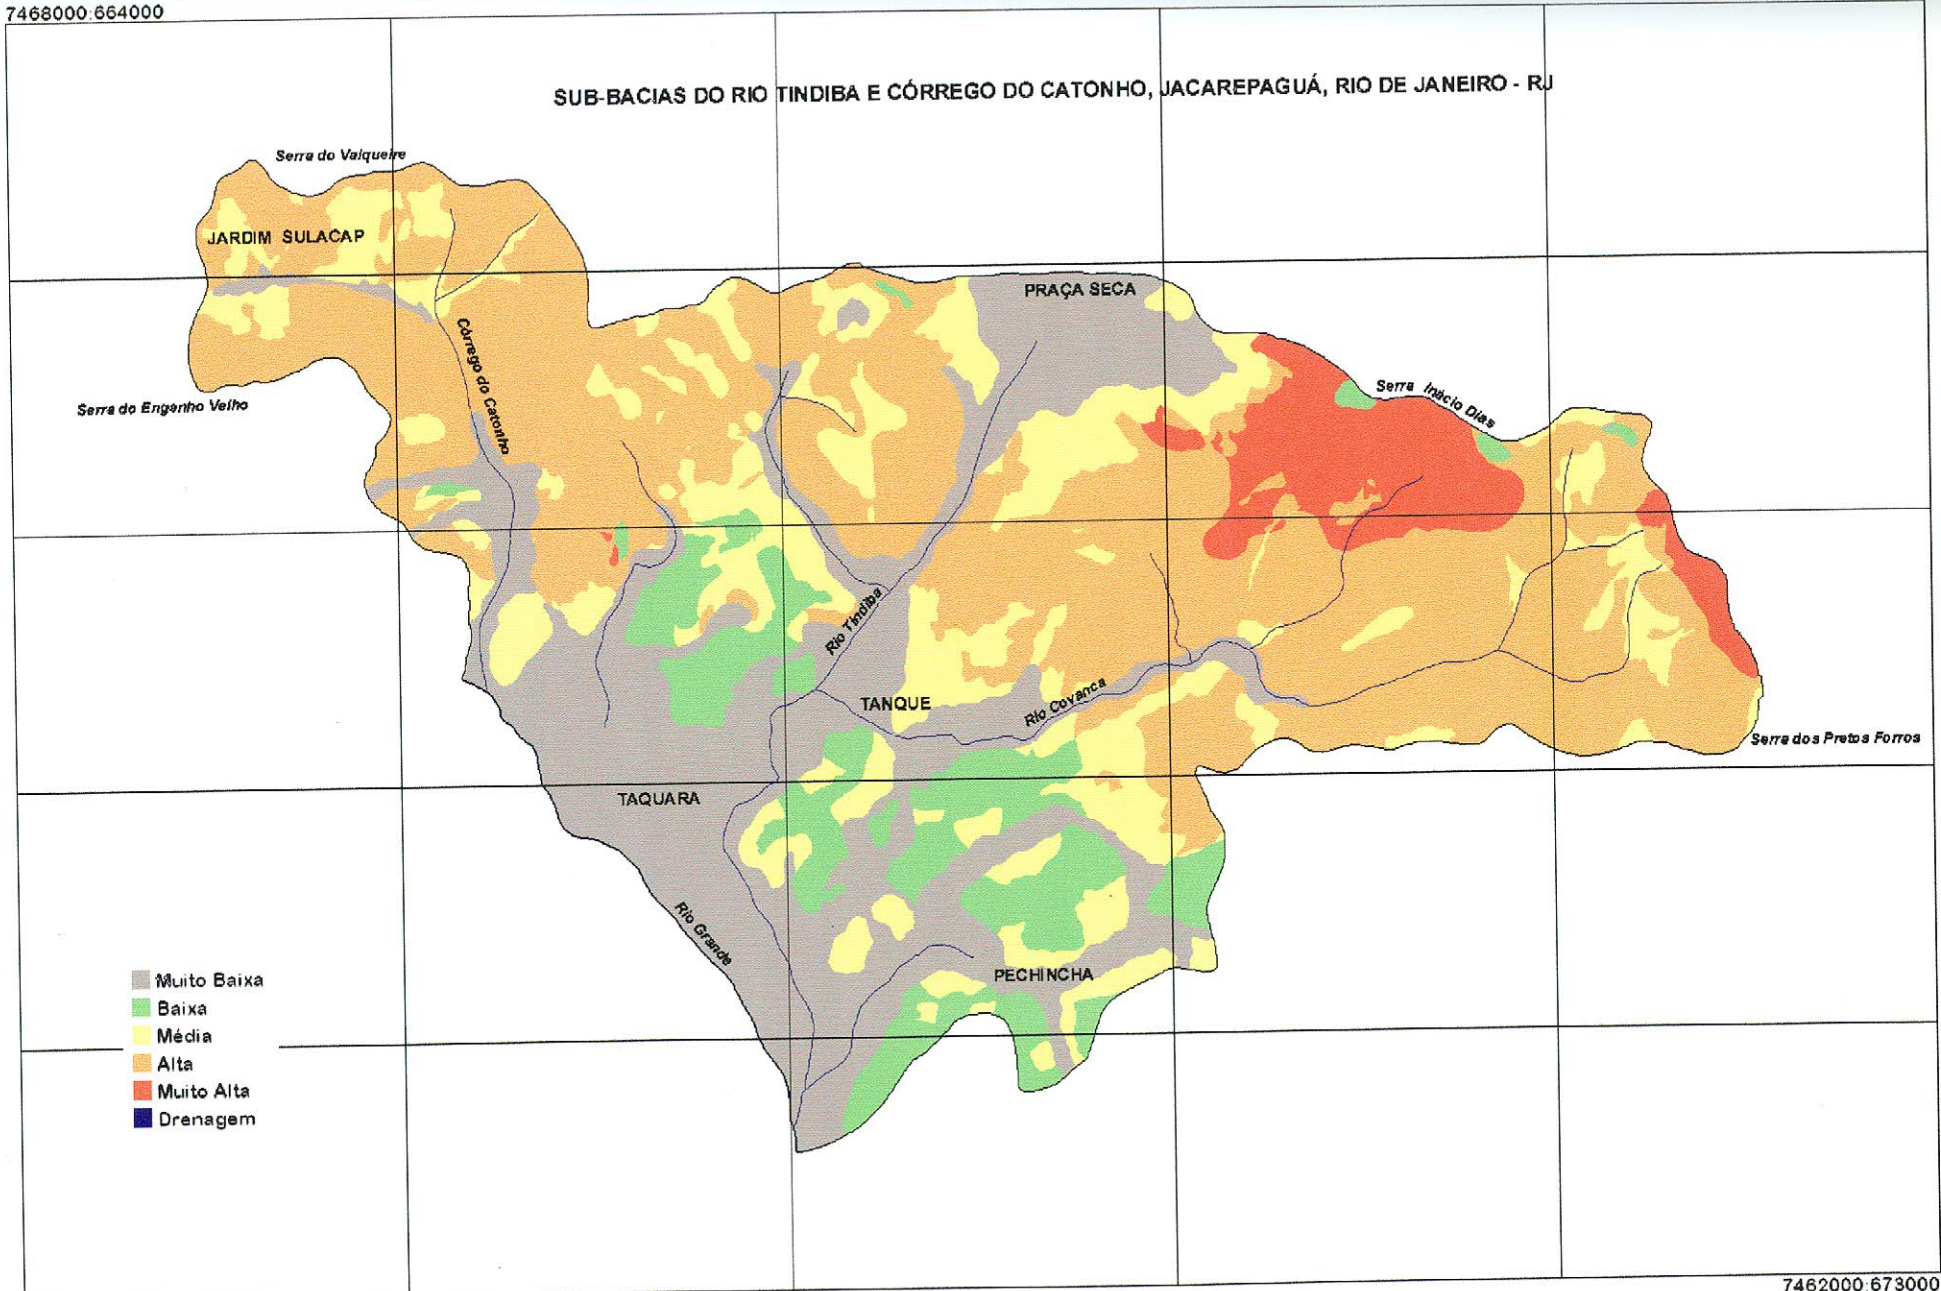 7468000:664000
SUB-BACIAS DO RIO TINDIBA E CÓRREGO DO CATONHO, JACAREPAGUÁ, RIO DE JANEIRO - RJ
Serra do Valqueire
JARDIM SULACAP
PRAÇA SECA
Córrego do Catonho
Serra Inácio Dias
Serra do Engenho Velho
Rio Tindiba
TANQUE
Rio Covanca
Serra dos Pretos Forros
TAQUARA
Rio Grande
PECHINCHA
Muito Baixa
Baixa
Média
Alta
Muito Alta
Drenagem
7462000:673000